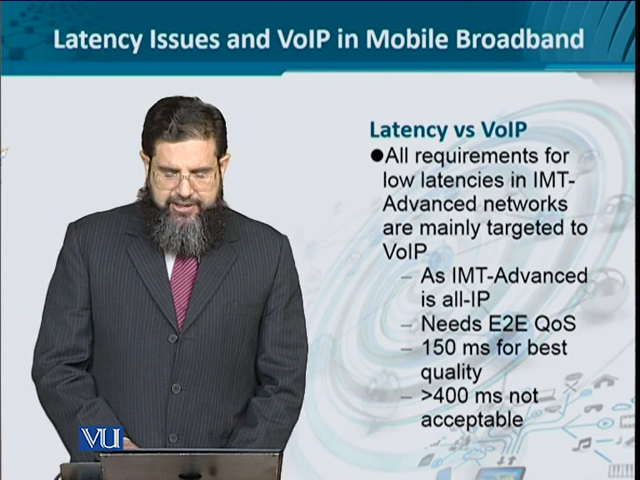 Latency Issues and VoIP in Mobile Broadband
Latency vs VoIP
●All requirements for
low latencies in IMT-
Advanced networks
are mainly targeted to
VoIP
– As IMT-Advanced
is all-IP
– Needs E2E QoS
– 150 ms for best
quality
– >400 ms not
acceptable
VU